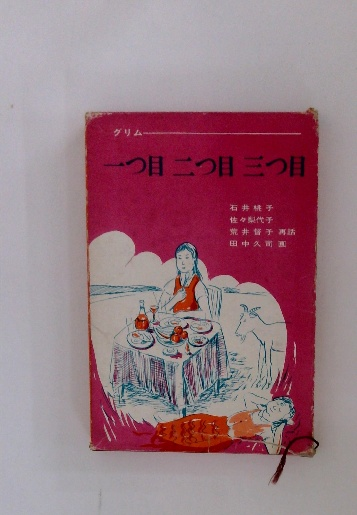 グリム
一つ目 二つ目 三つ目
石井桃子
佐々梨代子
荒井督子 再話
田中久司 画